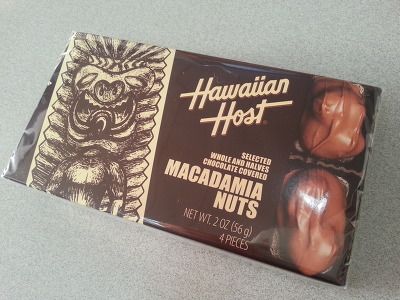 Hawaiian
Host
SELECTED
WHOLE AND HALVES
CHOCOLATE COVERED
MACADAMIA
NUTS
NET WT. 2 OZ (56 g)
4 PIECES